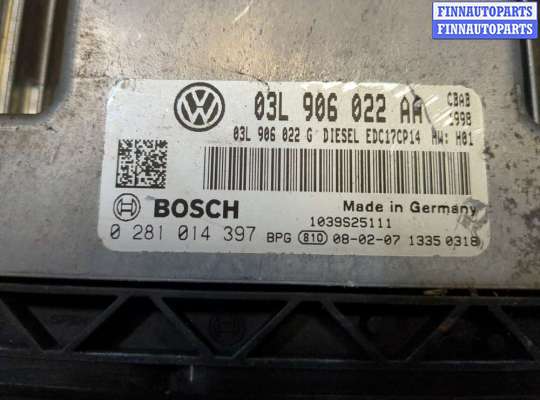 FINNAUTOPARTS
FINNAUTOPARTS
03L 906 022 AA CBAB
03L 906 022 G DIESEL EDC17CP14 HW: H01
BOSCH
Made in Germany
1039S25111
0 281 014 397 BPG 810 08-02-07 1335 0318